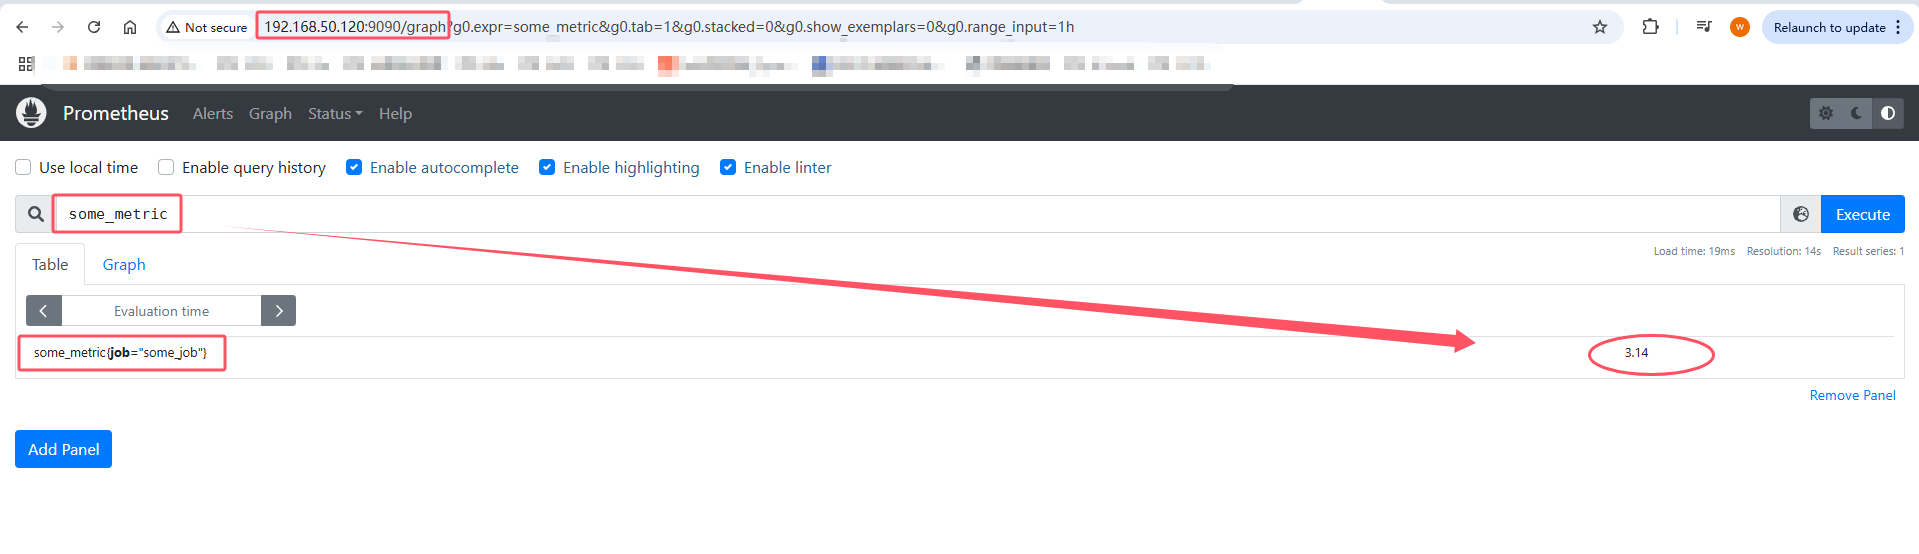 Not secure 192.168.50.120:9090/graph?g0.expr=some_metric&g0.tab=1&g0.stacked=0&g0.show_exemplars=0&g0.range_input=1h W Relaunch to update
Prometheus Alerts Graph Status Help
Use local time Enable query history Enable autocomplete Enable highlighting Enable linter
some_metric Execute
Load time: 19ms Resolution: 14s Result series: 1
Table Graph
Evaluation time
some_metric{job="some_job"} 3.14
Remove Panel
Add Panel